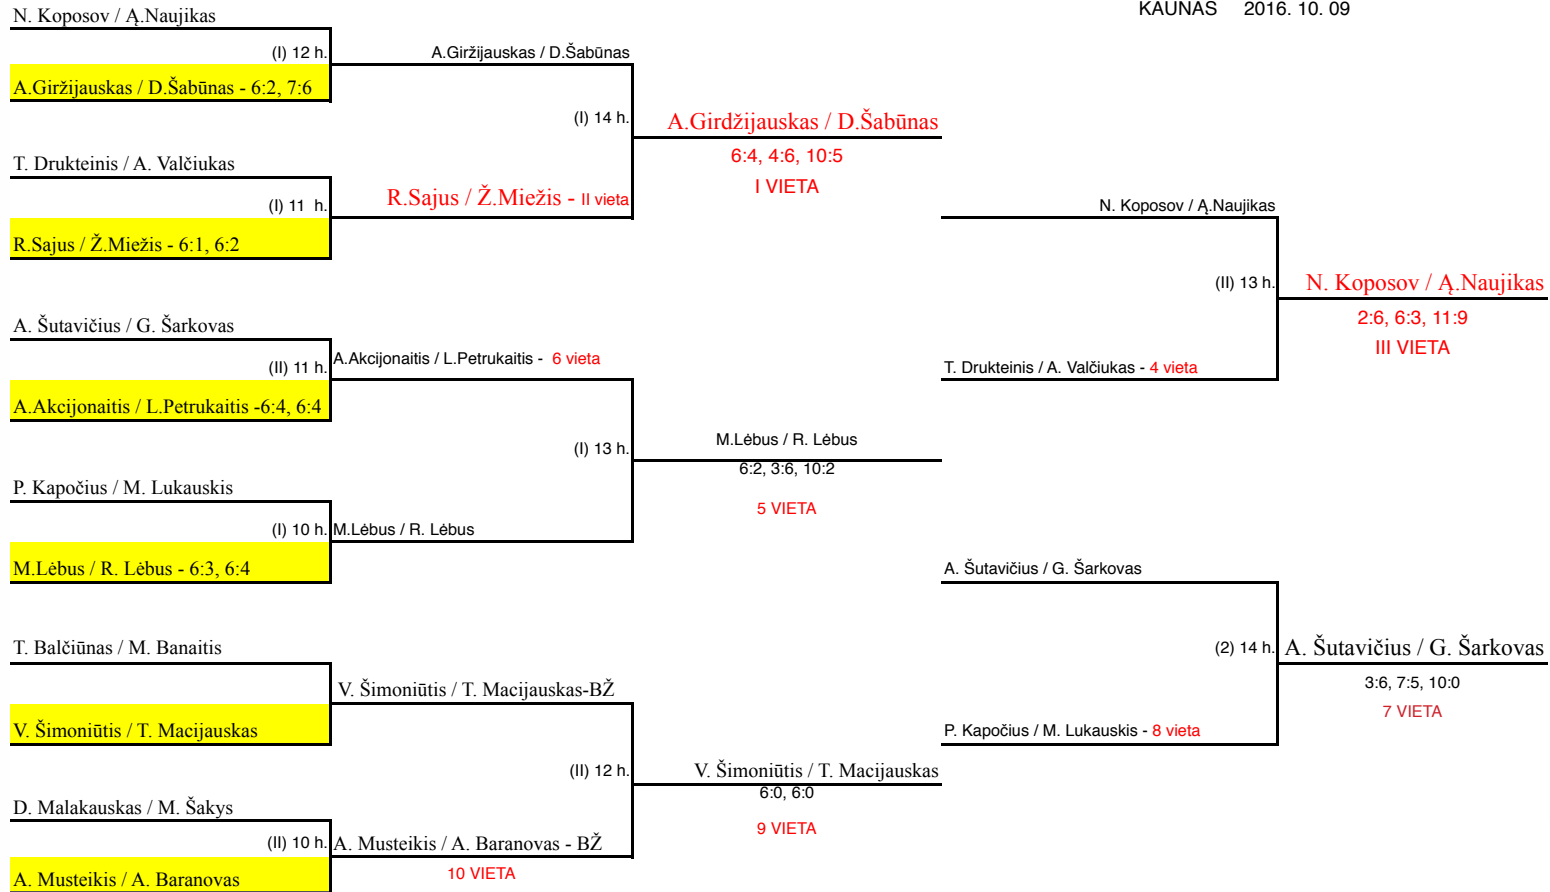 KAUNAS 2016. 10. 09
N. Koposov / Ą.Naujikas
(I) 12 h.
A.Giržijauskas / D.Šabūnas
A.Giržijauskas / D.Šabūnas - 6:2, 7:6
(I) 14 h.
A.Girdžijauskas / D.Šabūnas
6:4, 4:6, 10:5
I VIETA
T. Drukteinis / A. Valčiukas
(I) 11 h.
R.Sajus / Ž.Miežis - II vieta
R.Sajus / Ž.Miežis - 6:1, 6:2
N. Koposov / Ą.Naujikas
(II) 13 h.
N. Koposov / Ą.Naujikas
2:6, 6:3, 11:9
III VIETA
T. Drukteinis / A. Valčiukas - 4 vieta
A. Šutavičius / G. Šarkovas
(II) 11 h.
A.Akcijonaitis / L.Petrukaitis - 6 vieta
A.Akcijonaitis / L.Petrukaitis -6:4, 6:4
(I) 13 h.
M.Lėbus / R. Lėbus
6:2, 3:6, 10:2
5 VIETA
P. Kapočius / M. Lukauskis
(I) 10 h.
M.Lėbus / R. Lėbus
M.Lėbus / R. Lėbus - 6:3, 6:4
A. Šutavičius / G. Šarkovas
(2) 14 h.
A. Šutavičius / G. Šarkovas
3:6, 7:5, 10:0
7 VIETA
P. Kapočius / M. Lukauskis - 8 vieta
T. Balčiūnas / M. Banaitis
V. Šimoniūtis / T. Macijauskas-BŽ
V. Šimoniūtis / T. Macijauskas
(II) 12 h.
V. Šimoniūtis / T. Macijauskas
6:0, 6:0
9 VIETA
D. Malakauskas / M. Šakys
(II) 10 h.
A. Musteikis / A. Baranovas - BŽ
10 VIETA
A. Musteikis / A. Baranovas